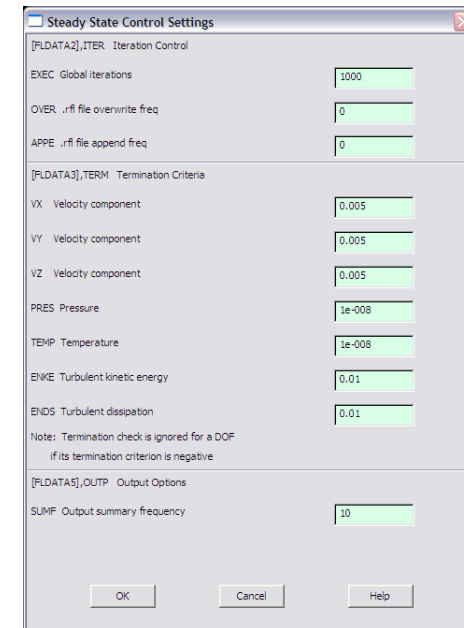 Steady State Control Settings
[FLDATA2],ITER Iteration Control
EXEC Global iterations 1000
OVER .rfl file overwrite freq 0
APPE .rfl file append freq 0
[FLDATA3],TERM Termination Criteria
VX Velocity component 0.005
VY Velocity component 0.005
VZ Velocity component 0.005
PRES Pressure 1e-008
TEMP Temperature 1e-008
ENKE Turbulent kinetic energy 0.01
ENDS Turbulent dissipation 0.01
Note: Termination check is ignored for a DOF
if its termination criterion is negative
[FLDATA5],OUTP Output Options
SUMF Output summary frequency 10
OK Cancel Help